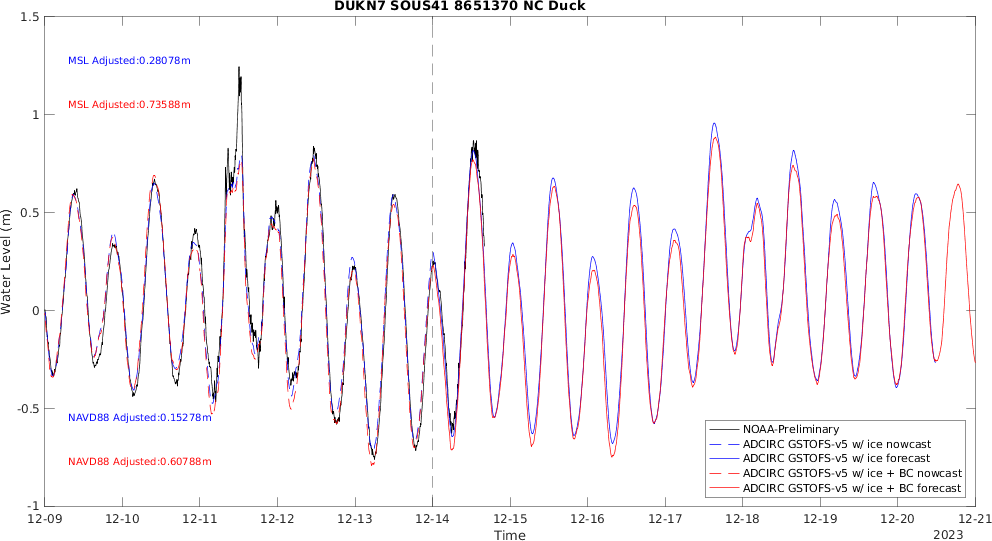 DUKN7 SOUS41 8651370 NC Duck
1.5
1
0.5
0
-0.5
-1
Water Level (m)
MSL Adjusted:0.28078m
MSL Adjusted:0.73588m
NAVD88 Adjusted:0.15278m
NAVD88 Adjusted:0.60788m
NOAA-Preliminary
ADCIRC GSTOFS-v5 w/ ice nowcast
ADCIRC GSTOFS-v5 w/ ice forecast
ADCIRC GSTOFS-v5 w/ ice + BC nowcast
ADCIRC GSTOFS-v5 w/ ice + BC forecast
12-09 12-10 12-11 12-12 12-13 12-14 12-15 12-16 12-17 12-18 12-19 12-20 12-21
Time
2023